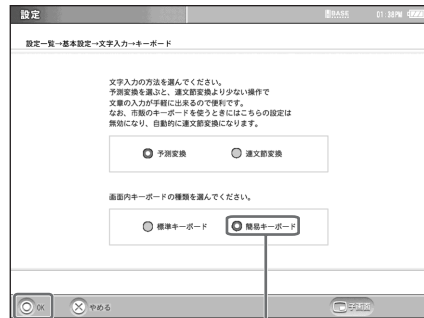 設定
BASE 01:38PM
設定一覧→基本設定→文字入力→キーボード
文字入力の方法を選んでください。
予測変換を選ぶと、連文節変換より少ない操作で
文章の入力が手軽に出来るので便利です。
なお、市販のキーボードを使うときにはこちらの設定は
無効になり、自動的に連文節変換になります。
予測変換 連文節変換
画面内キーボードの種類を選んでください。
標準キーボード 簡易キーボード
OK やめる 子画面